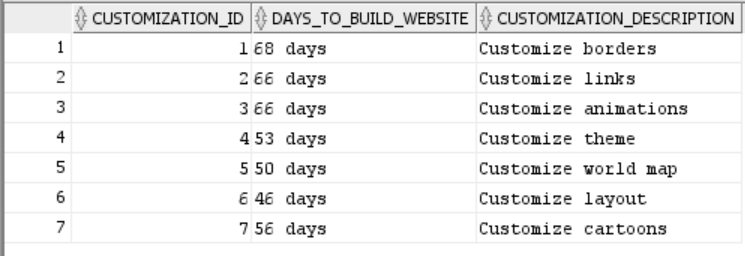 CUSTOMIZATION_ID DAYS_TO_BUILD_WEBSITE CUSTOMIZATION_DESCRIPTION
1 1 68 days Customize borders
2 2 66 days Customize links
3 3 66 days Customize animations
4 4 53 days Customize theme
5 5 50 days Customize world map
6 6 46 days Customize layout
7 7 56 days Customize cartoons